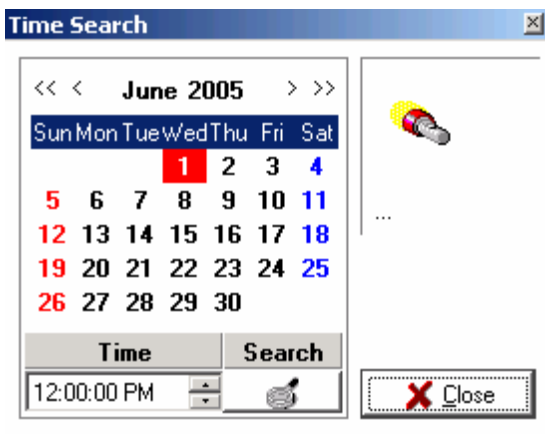 Time Search
<< < June 2005 > >>
Sun Mon Tue Wed Thu Fri Sat
1 2 3 4
5 6 7 8 9 10 11
12 13 14 15 16 17 18
19 20 21 22 23 24 25
26 27 28 29 30
...
Time Search
12:00:00 PM
Close